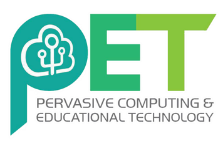 PET
PERVASIVE COMPUTING &
EDUCATIONAL TECHNOLOGY